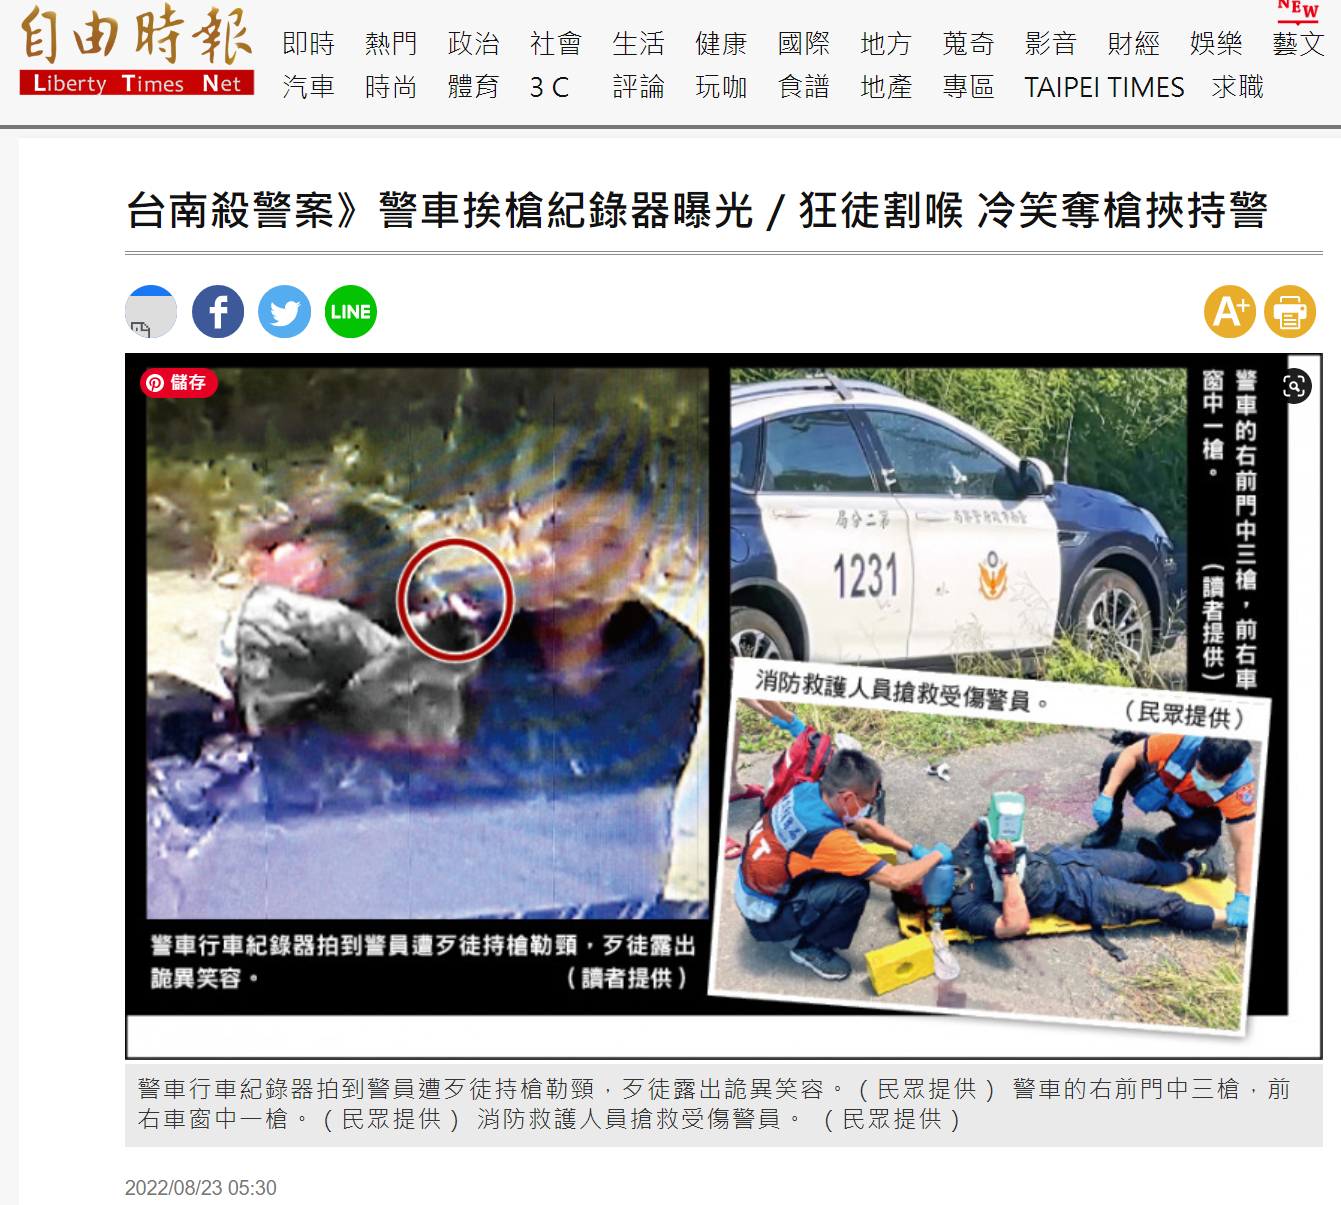 自由時報
Liberty Times Net
NEW
即時 熱門 政治 社會 生活 健康 國際 地方 蒐奇 影音 財經 娛樂 藝文
汽車 時尚 體育 3 C 評論 玩咖 食譜 地產 專區 TAIPEI TIMES 求職
台南殺警案》警車挨槍紀錄器曝光／狂徒割喉 冷笑奪槍挾持警
f
LINE
A+
儲存
警車的右前門中三槍，前右車
窗中一槍。 （讀者提供）
局分二第
1231
消防救護人員搶救受傷警員。 （民眾提供）
警車行車紀錄器拍到警員遭歹徒持槍勒頸，歹徒露出
詭異笑容。 （讀者提供）
警車行車紀錄器拍到警員遭歹徒持槍勒頸，歹徒露出詭異笑容。（民眾提供） 警車的右前門中三槍，前
右車窗中一槍。（民眾提供） 消防救護人員搶救受傷警員。 （民眾提供）
2022/08/23 05:30